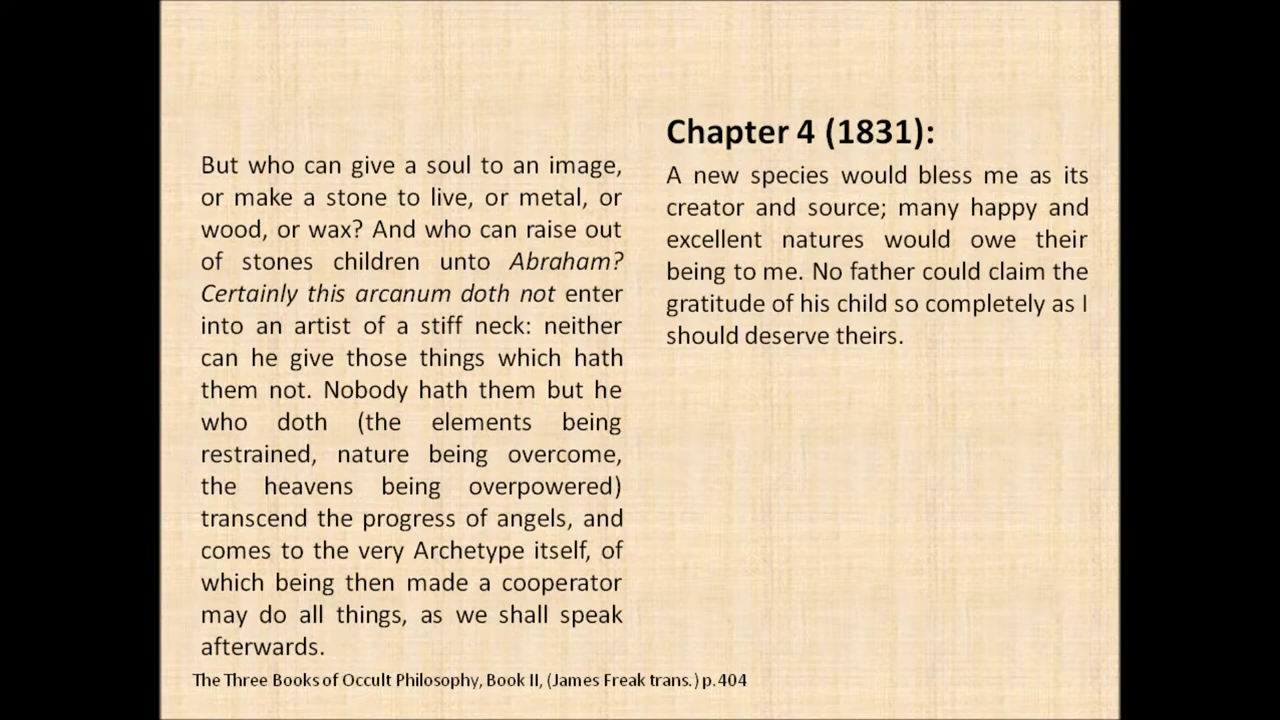 But who can give a soul to an image,
or make a stone to live, or metal, or
wood, or wax? And who can raise out
of stones children unto Abraham?
Certainly this arcanum doth not enter
into an artist of a stiff neck: neither
can he give those things which hath
them not. Nobody hath them but he
who doth (the elements being
restrained, nature being overcome,
the heavens being overpowered)
transcend the progress of angels, and
comes to the very Archetype itself, of
which being then made a cooperator
may do all things, as we shall speak
afterwards.
The Three Books of Occult Philosophy, Book II, (James Freak trans.) p.404
Chapter 4 (1831):
A new species would bless me as its
creator and source; many happy and
excellent natures would owe their
being to me. No father could claim the
gratitude of his child so completely as I
should deserve theirs.